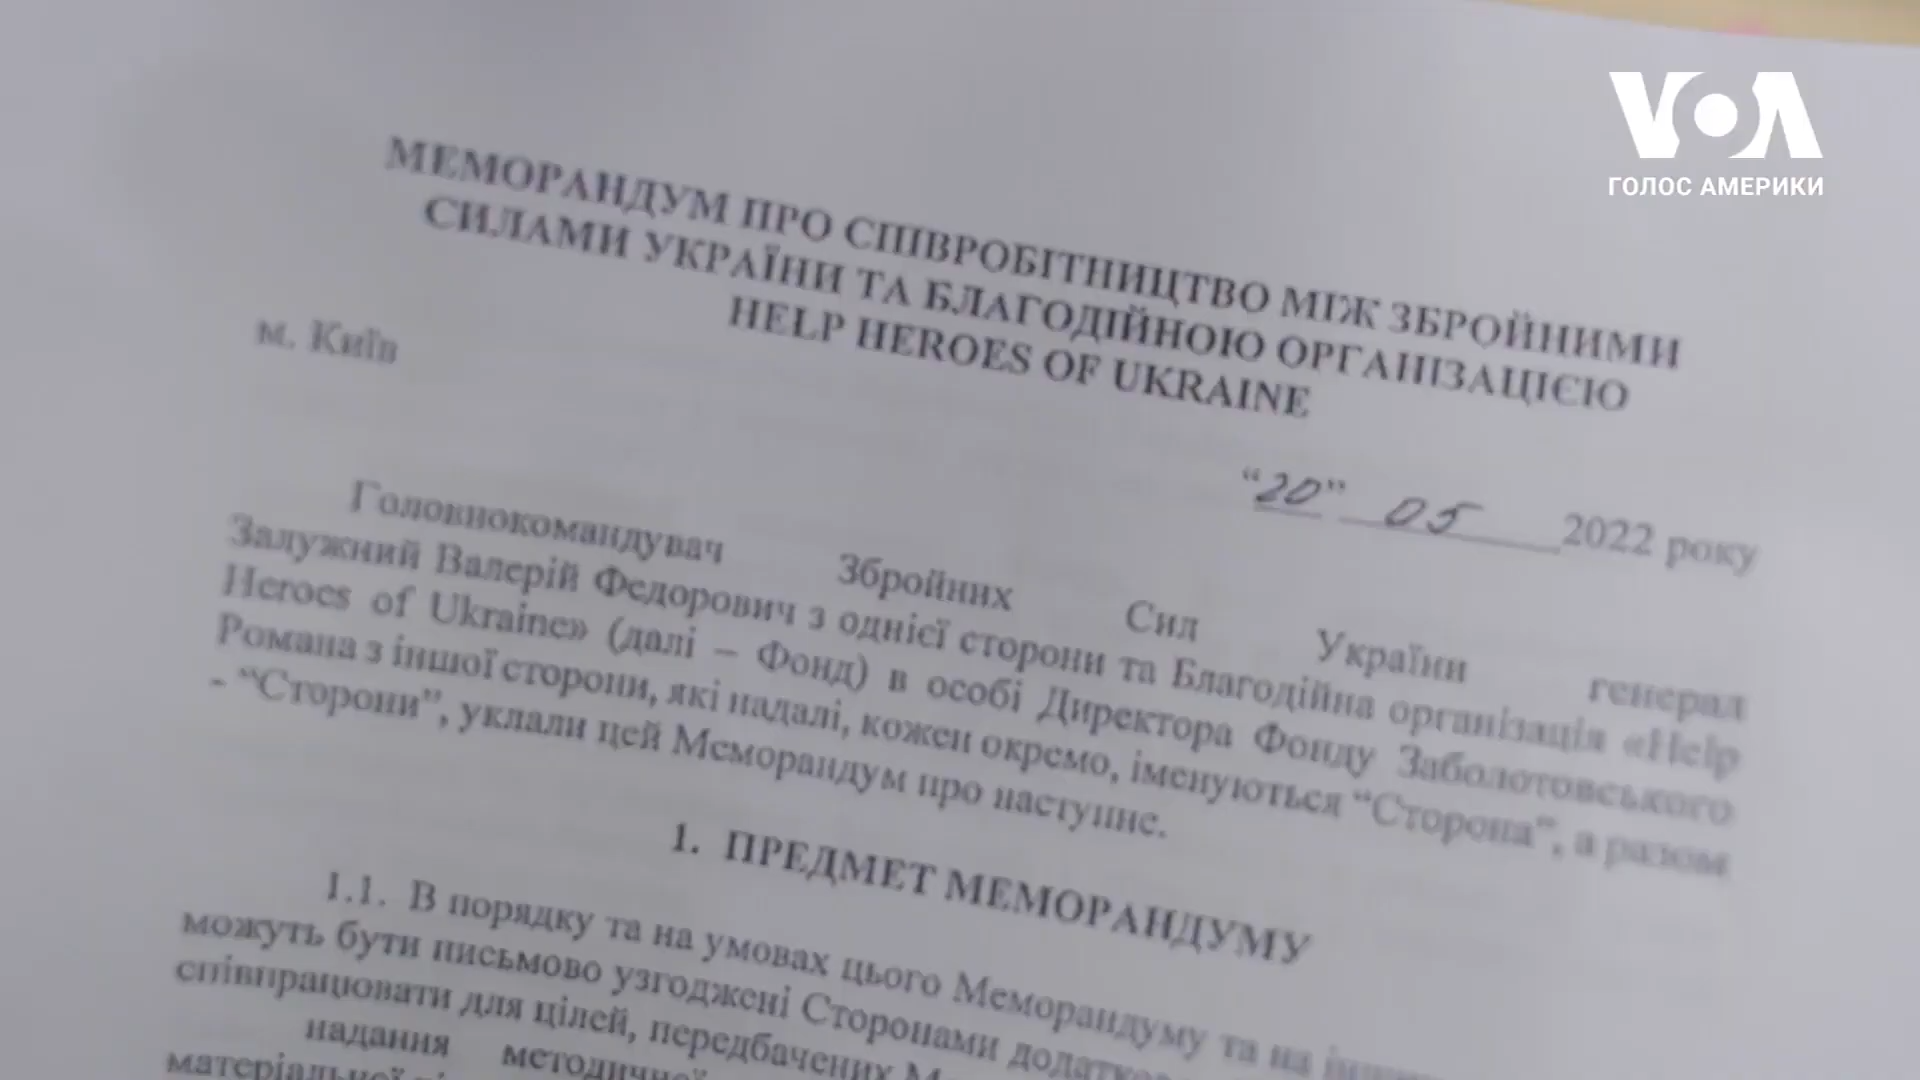 VOA
ГОЛОС АМЕРИКИ
МЕМОРАНДУМ ПРО СПІВРОБІТНИЦТВО МІЖ ЗБРОЙНИМИ
СИЛАМИ УКРАЇНИ ТА БЛАГОДІЙНОЮ ОРГАНІЗАЦІЄЮ
HELP HEROES OF UKRAINE
м. Київ
“20” 05 2022 року
Головнокомандувач Збройних Сил України генерал
Залужний Валерій Федорович з однієї сторони та Благодійна організація «Help
Heroes of Ukraine» (далі – Фонд) в особі Директора Фонду Заболотовського
Романа з іншої сторони, які надалі, кожен окремо, іменуються “Сторона”, а разом
- “Сторони”, уклали цей Меморандум про наступне.
1. ПРЕДМЕТ МЕМОРАНДУМУ
1.1. В порядку та на умовах цього Меморандуму та на
можуть бути письмово узгоджені Сторонами
співпрацювати для цілей, передбачених
надання методичної
матеріальної